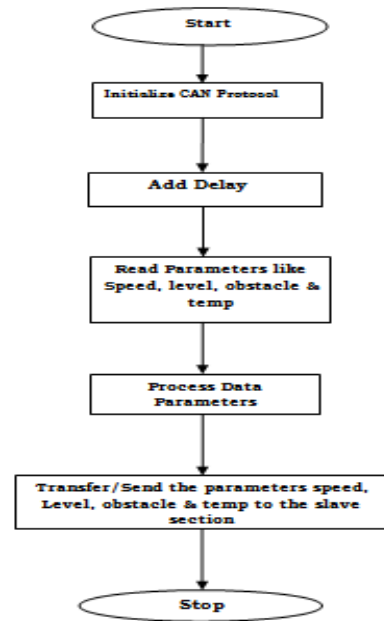 Start
Initialize CAN Protocol
Add Delay
Read Parameters like
Speed, level, obstacle &
temp
Process Data
Parameters
Transfer/Send the parameters speed,
Level, obstacle & temp to the slave
section
Stop